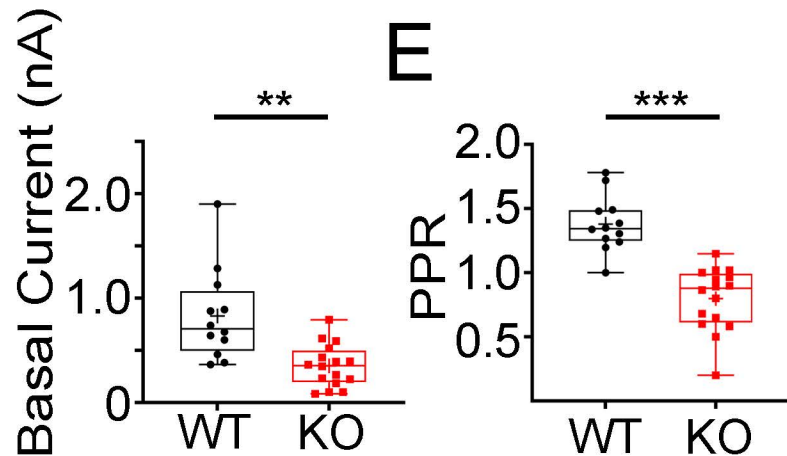 E
Basal Current (nA)
**
2.0
1.0
0
WT
KO
PPR
***
2.0
1.5
1.0
0.5
WT
KO